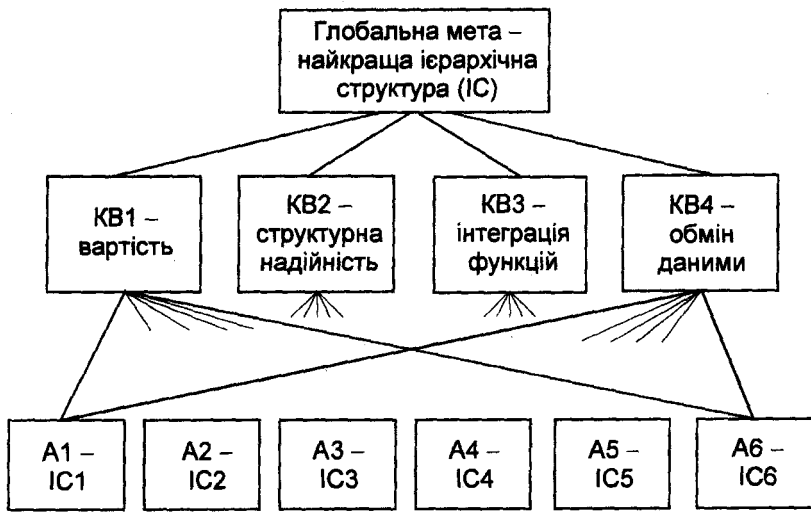 Глобальна мета –
найкраща ієрархічна
структура (ІС)
КВ1 –
вартість
КВ2 –
структурна
надійність
КВ3 –
інтеграція
функцій
КВ4 –
обмін
даними
А1 –
ІС1
А2 –
ІС2
А3 –
ІС3
А4 –
ІС4
А5 –
ІС5
А6 –
ІС6